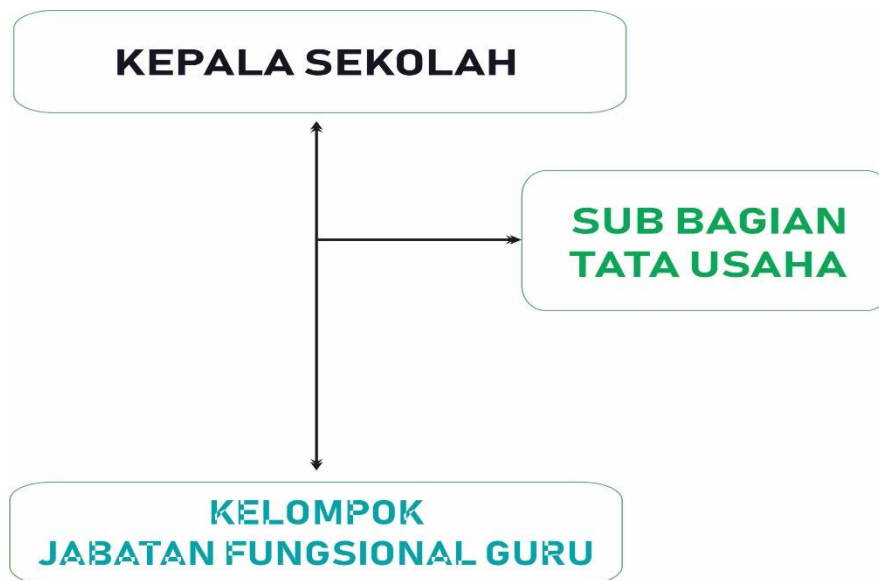 KEPALA SEKOLAH
SUB BAGIAN
TATA USAHA
KELOMPOK
JABATAN FUNGSIONAL GURU